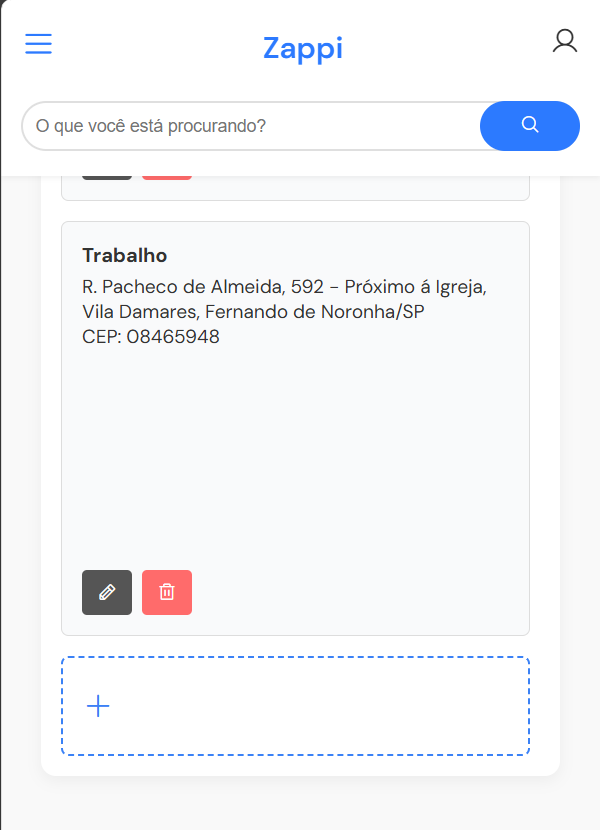 Zappi
O que você está procurando?
Trabalho
R. Pacheco de Almeida, 592 - Próximo á Igreja,
Vila Damares, Fernando de Noronha/SP
CEP: 08465948